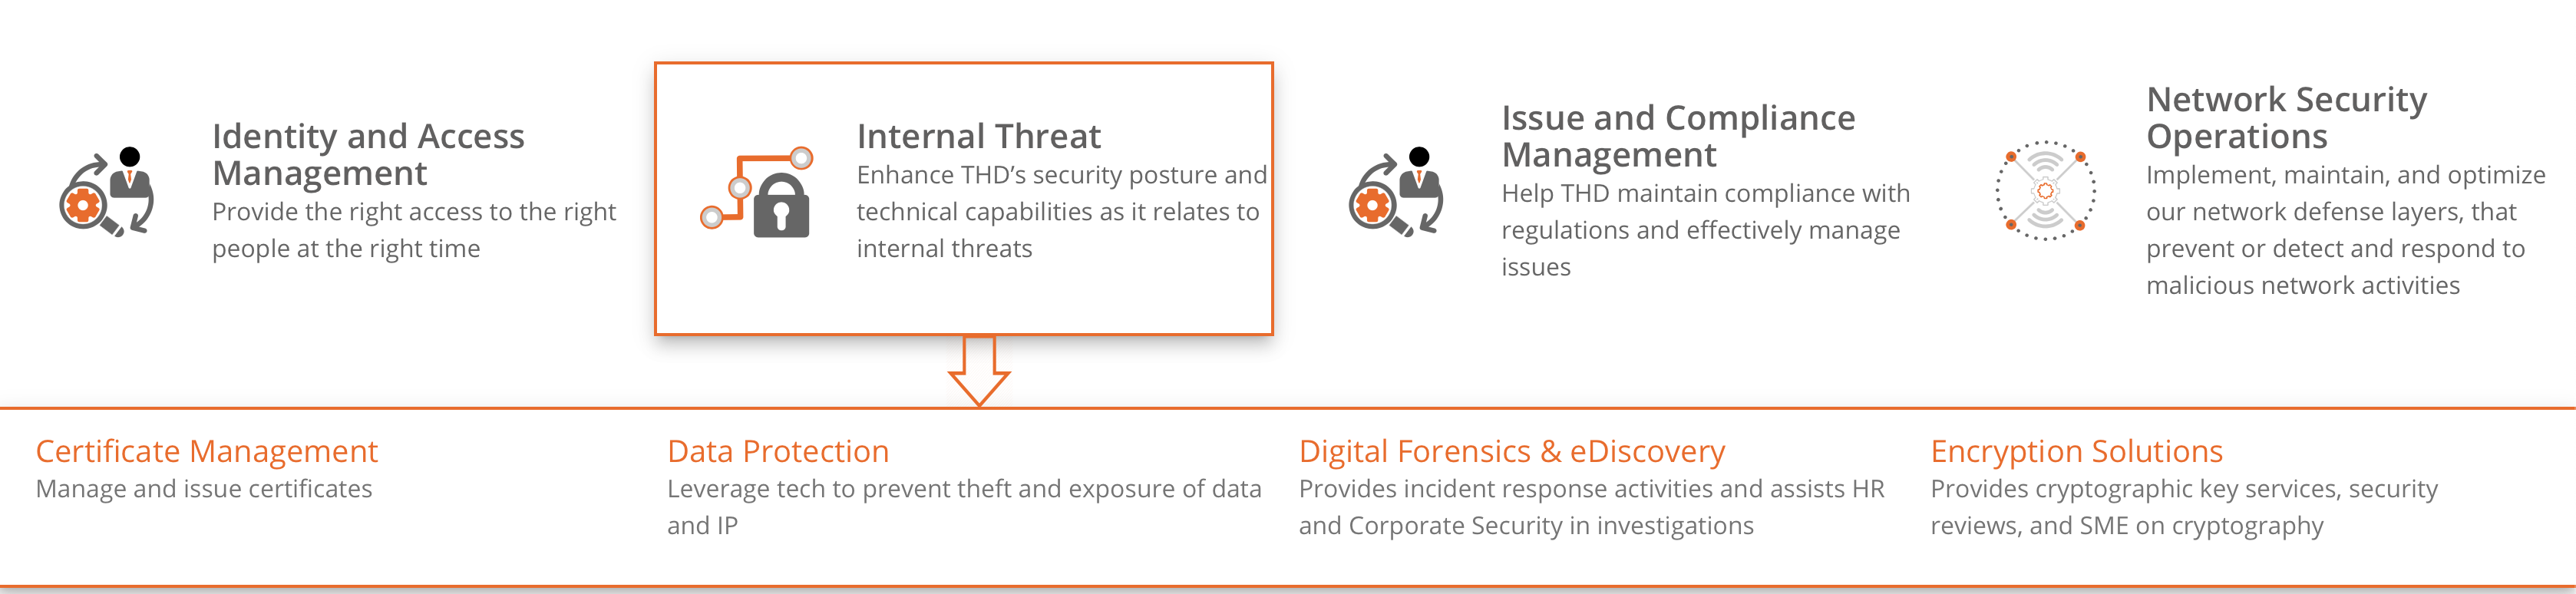 Identity and Access
Management
Provide the right access to the right
people at the right time
Internal Threat
Enhance THD’s security posture and
technical capabilities as it relates to
internal threats
Issue and Compliance
Management
Help THD maintain compliance with
regulations and effectively manage
issues
Network Security
Operations
Implement, maintain, and optimize
our network defense layers, that
prevent or detect and respond to
malicious network activities
Certificate Management
Manage and issue certificates
Data Protection
Leverage tech to prevent theft and exposure of data
and IP
Digital Forensics & eDiscovery
Provides incident response activities and assists HR
and Corporate Security in investigations
Encryption Solutions
Provides cryptographic key services, security
reviews, and SME on cryptography